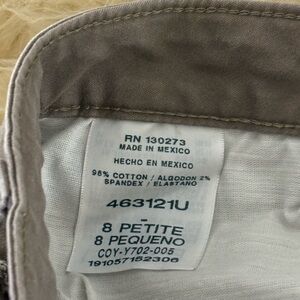 RN 130273
MADE IN MEXICO
HECHO EN MEXICO
98% COTTON / ALGODON 2%
SPANDEX / ELASTANO
463121U
-
8 PETITE
8 PEQUENO
COY-Y702-005
191057152306